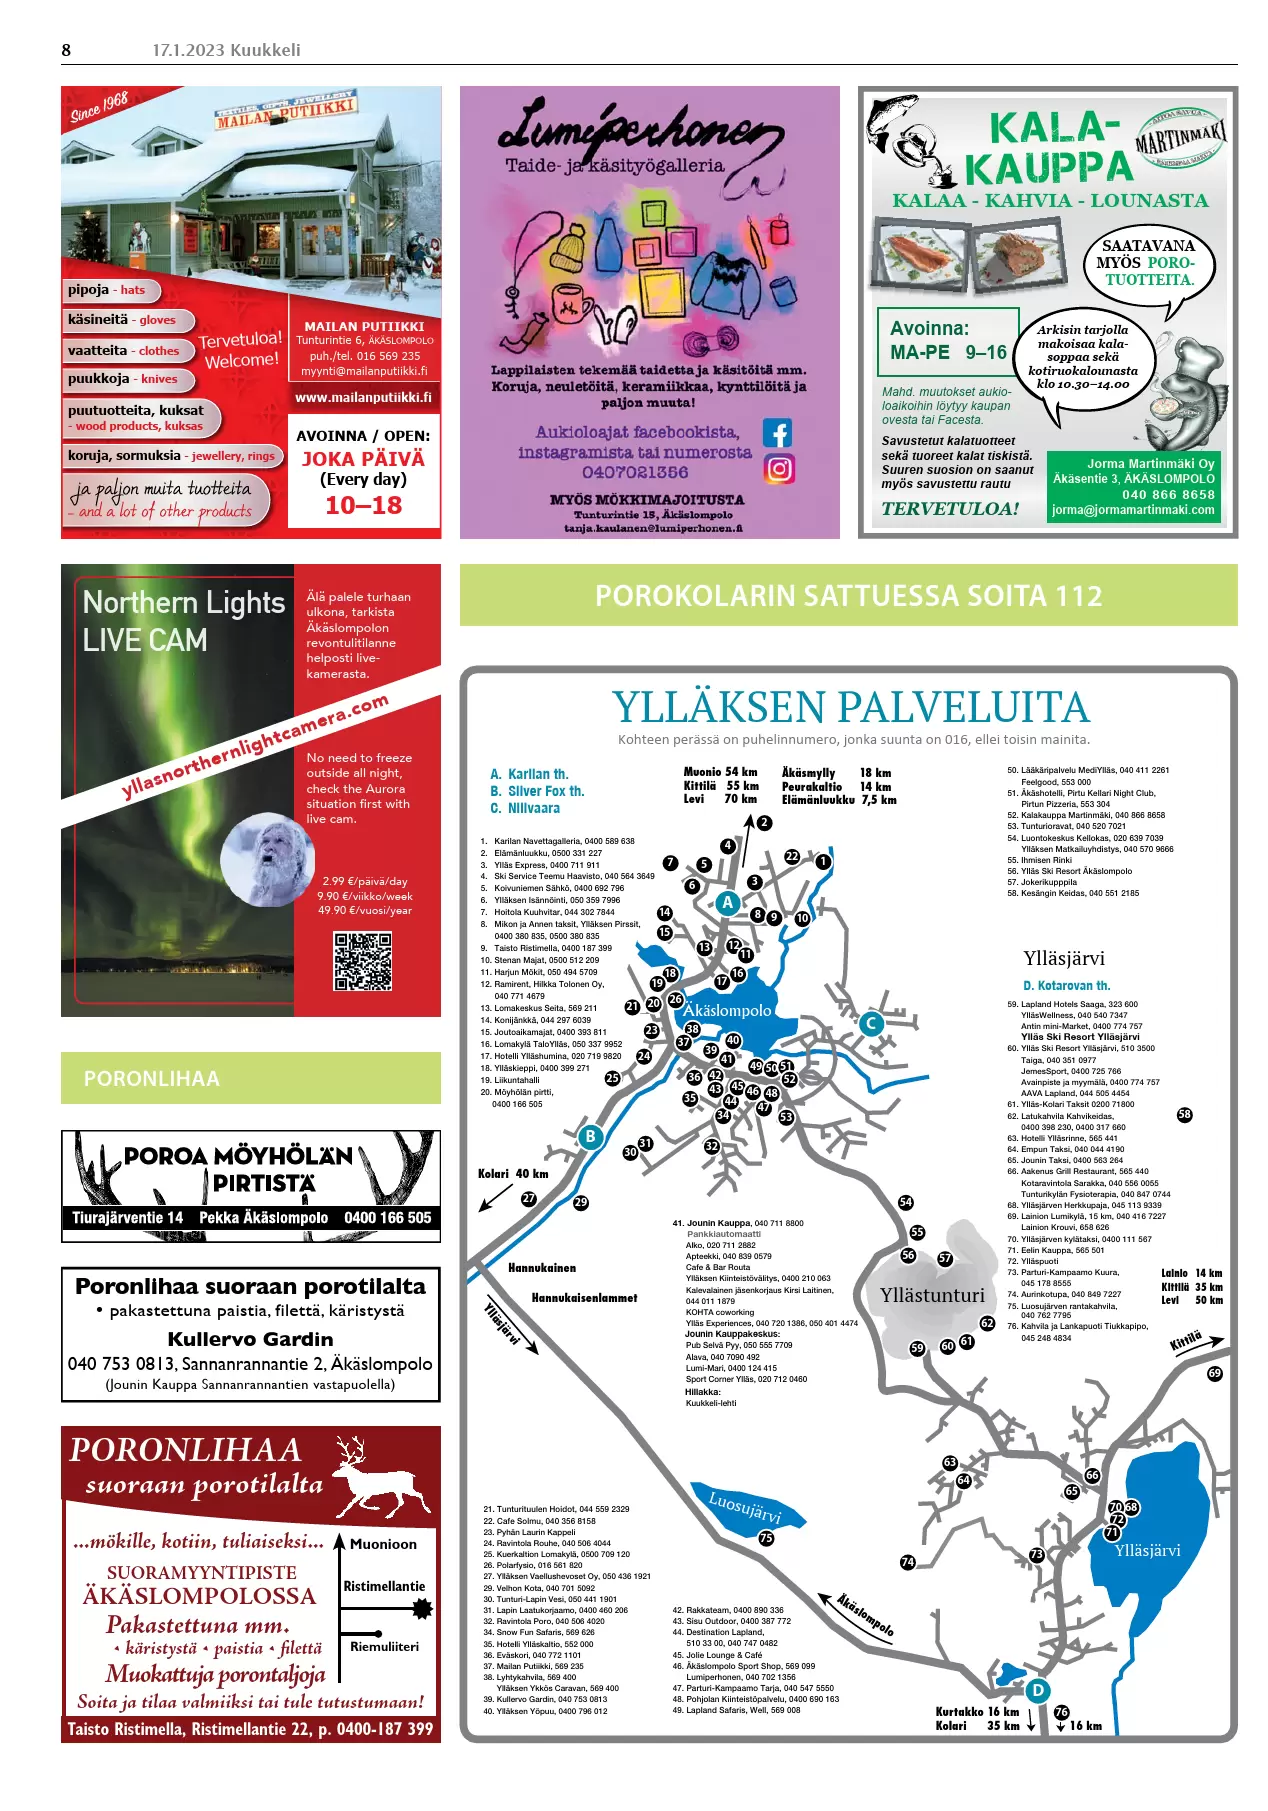 8
17.1.2023 Kuukkeli
Since 1968
TEXTILES, GIFTS, JEWELLERY
MAILAN PUTIIKKI
pipoja - hats
käsineitä - gloves
vaatteita - clothes
puukkoja - knives
puutuotteita, kuksat
- wood products, kuksas
koruja, sormuksia - jewellery, rings
ja paljon muita tuotteita
– and a lot of other products
Tervetuloa!
Welcome!
MAILAN PUTIIKKI
Tunturintie 6, ÄKÄSLOMPOLO
puh./tel. 016 569 235
myynti@mailanputiikki.fi
www.mailanputiikki.fi
AVOINNA / OPEN:
JOKA PÄIVÄ
(Every day)
10–18
Lumiperhonen
Taide- ja käsityögalleria
Lappilaisten tekemää taidetta ja käsitöitä mm.
Koruja, neuletöitä, keramiikkaa, kynttilöitä ja
paljon muuta!
Aukioloajat facebookista,
instagramista tai numerosta
0407021356
MYÖS MÖKKIMAJOITUSTA
Tunturintie 15, Äkäslompolo
tanja.kaulanen@lumiperhonen.fi
KALA-
KAUPPA
MARTINMÄKI
KALAA - KAHVIA - LOUNASTA
SAATAVANA
MYÖS PORO-
TUOTTEITA.
Avoinna:
MA-PE 9–16
Arkisin tarjolla
makoisaa kala-
soppaa sekä
kotiruokalounasta
klo 10.30–14.00
Mahd. muutokset aukio-
loaikoihin löytyy kaupan
ovesta tai Facesta.
Savustetut kalatuotteet
sekä tuoreet kalat tiskistä.
Suuren suosion on saanut
myös savustettu rautu
TERVETULOA!
Jorma Martinmäki Oy
Äkäsentie 3, ÄKÄSLOMPOLO
040 866 8658
jorma@jormamartinmaki.com
Northern Lights
LIVE CAM
Älä palele turhaan
ulkona, tarkista
Äkäslompolon
revontulitilanne
helposti live-
kamerasta.
yllasnorthernlightcamera.com
No need to freeze
outside all night,
check the Aurora
situation first with
live cam.
2.99 €/päivä/day
9.90 €/viikko/week
49.90 €/vuosi/year
PORONLIHAA
POROA MÖYHÖLÄN
PIRTISTÄ
Tiurajärventie 14 Pekka Äkäslompolo 0400 166 505
Poronlihaa suoraan porotilalta
• pakastettuna paistia, filettä, käristystä
Kullervo Gardin
040 753 0813, Sannanrannantie 2, Äkäslompolo
(Jounin Kauppa Sannanrannantien vastapuolella)
PORONLIHAA
suoraan porotilalta
...mökille, kotiin, tuliaiseksi...
SUORAMYYNTIPISTE
ÄKÄSLOMPOLOSSA
Pakastettuna mm.
• käristystä • paistia • filettä
Muokattuja porontaljoja
Soita ja tilaa valmiiksi tai tule tutustumaan!
Muonioon
Ristimellantie
Riemuliiteri
Taisto Ristimella, Ristimellantie 22, p. 0400-187 399
POROKOLARIN SATTUESSA SOITA 112
YLLÄKSEN PALVELUITA
Kohteen perässä on puhelinnumero, jonka suunta on 016, ellei toisin mainita.
A. Karilan th.
B. Silver Fox th.
C. Niilivaara
Muonio 54 km
Kittilä 55 km
Levi 70 km
Äkäsmylly 18 km
Peurakaltio 14 km
Elämänluukku 7,5 km
1. Karilan Navettagalleria, 0400 589 638
2. Elämänluukku, 0500 331 227
3. Ylläs Express, 0400 711 911
4. Ski Service Teemu Haavisto, 040 564 3649
5. Koivuniemen Sähkö, 0400 692 796
6. Ylläksen Isännöinti, 050 359 7996
7. Hoitola Kuuhvitar, 044 302 7844
8. Mikon ja Annen taksit, Ylläksen Pirssit,
0400 380 835, 0500 380 835
9. Taisto Ristimella, 0400 187 399
10. Stenan Majat, 0500 512 209
11. Harjun Mökit, 050 494 5709
12. Ramirent, Hilkka Tolonen Oy,
040 771 4679
13. Lomakeskus Seita, 569 211
14. Konijänkkä, 044 297 6039
15. Joutoaikamajat, 0400 393 811
16. Lomakylä TaloYlläs, 050 337 9952
17. Hotelli Ylläshumina, 020 719 9820
18. Ylläskieppi, 0400 399 271
19. Liikuntahalli
20. Möyhölän pirtti,
0400 166 505
50. Lääkäripalvelu MediYlläs, 040 411 2261
Feelgood, 553 000
51. Äkäshotelli, Pirtu Kellari Night Club,
Pirtun Pizzeria, 553 304
52. Kalakauppa Martinmäki, 040 866 8658
53. Tunturioravat, 040 520 7021
54. Luontokeskus Kellokas, 020 639 7039
Ylläksen Matkailuyhdistys, 040 570 9666
55. Ihmisen Rinki
56. Ylläs Ski Resort Äkäslompolo
57. Jokerikupppila
58. Kesängin Keidas, 040 551 2185
Ylläsjärvi
D. Kotarovan th.
59. Lapland Hotels Saaga, 323 600
YlläsWellness, 040 540 7347
Antin mini-Market, 0400 774 757
Ylläs Ski Resort Ylläsjärvi
60. Ylläs Ski Resort Ylläsjärvi, 510 3500
Taiga, 040 351 0977
JemesSport, 0400 725 766
Avainpiste ja myymälä, 0400 774 757
AAVA Lapland, 044 505 4454
61. Ylläs-Kolari Taksit 0200 71800
62. Latukahvila Kahvikeidas,
0400 398 230, 0400 317 660
63. Hotelli Ylläsrinne, 565 441
64. Empun Taksi, 040 044 4190
65. Jounin Taksi, 0400 563 264
66. Aakenus Grill Restaurant, 565 440
Kotaravintola Sarakka, 040 556 0055
Tunturikylän Fysioterapia, 040 847 0744
68. Ylläsjärven Herkkupaja, 045 113 9339
69. Lainion Lumikylä, 15 km, 040 416 7227
Lainion Krouvi, 658 626
70. Ylläsjärven kylätaksi, 0400 111 567
71. Eelin Kauppa, 565 501
72. Ylläspuoti
73. Parturi-Kampaamo Kuura,
045 178 8555
74. Aurinkotupa, 040 849 7227
75. Luosujärven rantakahvila,
040 762 7795
76. Kahvila ja Lankapuoti Tiukkapipo,
045 248 4834
Lainio 14 km
Kittilä 35 km
Levi 50 km
Kittilä
41. Jounin Kauppa, 040 711 8800
Pankkiautomaatti
Alko, 020 711 2882
Apteekki, 040 839 0579
Cafe & Bar Routa
Ylläksen Kiinteistövälitys, 0400 210 063
Kalevalainen jäsenkorjaus Kirsi Laitinen,
044 011 1879
KOHTA coworking
Ylläs Experiences, 040 720 1386, 050 401 4474
Jounin Kauppakeskus:
Pub Selvä Pyy, 050 555 7709
Alava, 040 7090 492
Lumi-Mari, 0400 124 415
Sport Corner Ylläs, 020 712 0460
Hillakka:
Kuukkeli-lehti
21. Tunturituulen Hoidot, 044 559 2329
22. Cafe Solmu, 040 356 8158
23. Pyhän Laurin Kappeli
24. Ravintola Rouhe, 040 506 4044
25. Kuerkaltion Lomakylä, 0500 709 120
26. Polarfysio, 016 561 820
27. Ylläksen Vaellushevoset Oy, 050 436 1921
29. Velhon Kota, 040 701 5092
30. Tunturi-Lapin Vesi, 050 441 1901
31. Lapin Laatukorjaamo, 0400 460 206
32. Ravintola Poro, 040 506 4020
34. Snow Fun Safaris, 569 626
35. Hotelli Ylläskaltio, 552 000
36. Eväskori, 040 772 1101
37. Mailan Putiikki, 569 235
38. Lyhtykahvila, 569 400
Ylläksen Ykkös Caravan, 569 400
39. Kullervo Gardin, 040 753 0813
40. Ylläksen Yöpuu, 0400 796 012
42. Rakkateam, 0400 890 336
43. Sisu Outdoor, 0400 387 772
44. Destination Lapland,
510 33 00, 040 747 0482
45. Jolie Lounge & Café
46. Äkäslompolo Sport Shop, 569 099
Lumiperhonen, 040 702 1356
47. Parturi-Kampaamo Tarja, 040 547 5550
48. Pohjolan Kiinteistöpalvelu, 0400 690 163
49. Lapland Safaris, Well, 569 008
Äkäslompolo
A
B
C
D
Kolari 40 km
Hannukainen
Hannukaisenlammet
Ylläsjärvi
Yllästunturi
Luosujärvi
Ylläsjärvi
Äkäslompolo
Kurtakko 16 km
Kolari 35 km
16 km